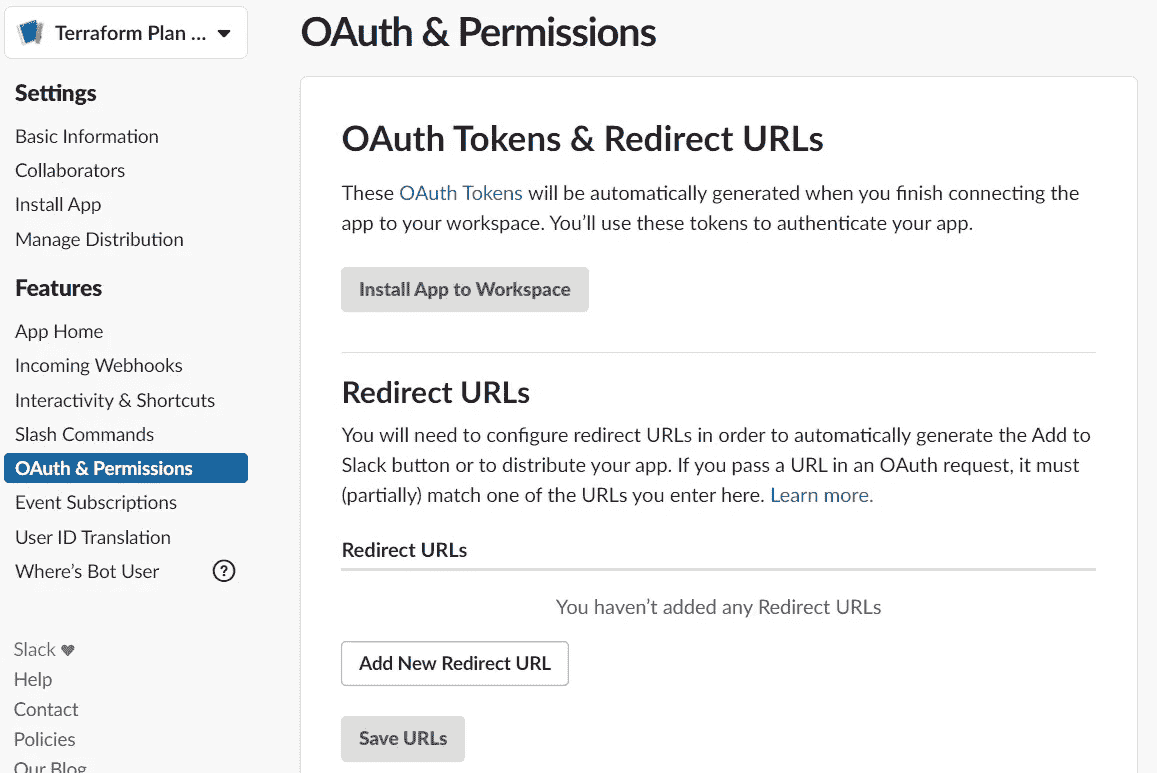 Terraform Plan ...
Settings
Basic Information
Collaborators
Install App
Manage Distribution
Features
App Home
Incoming Webhooks
Interactivity & Shortcuts
Slash Commands
OAuth & Permissions
Event Subscriptions
User ID Translation
Where’s Bot User
?
Slack
Help
Contact
Policies
Our Blog
OAuth & Permissions
OAuth Tokens & Redirect URLs
These OAuth Tokens will be automatically generated when you finish connecting the
app to your workspace. You’ll use these tokens to authenticate your app.
Install App to Workspace
Redirect URLs
You will need to configure redirect URLs in order to automatically generate the Add to
Slack button or to distribute your app. If you pass a URL in an OAuth request, it must
(partially) match one of the URLs you enter here. Learn more.
Redirect URLs
You haven’t added any Redirect URLs
Add New Redirect URL
Save URLs